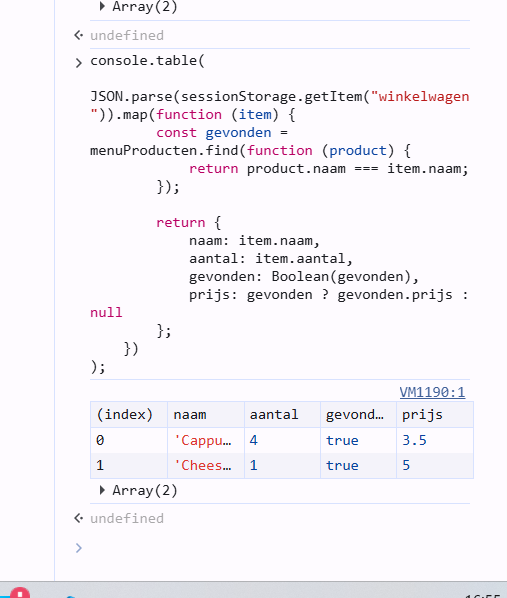 Array(2)
undefined
console.table(
JSON.parse(sessionStorage.getItem("winkelwagen
")).map(function (item) {
const gevonden =
menuProducten.find(function (product) {
return product.naam === item.naam;
});
return {
naam: item.naam,
aantal: item.aantal,
gevonden: Boolean(gevonden),
prijs: gevonden ? gevonden.prijs :
null
};
})
);
VM1190:1
(index) naam aantal gevond… prijs
0 'Cappu… 4 true 3.5
1 'Chees… 1 true 5
Array(2)
undefined